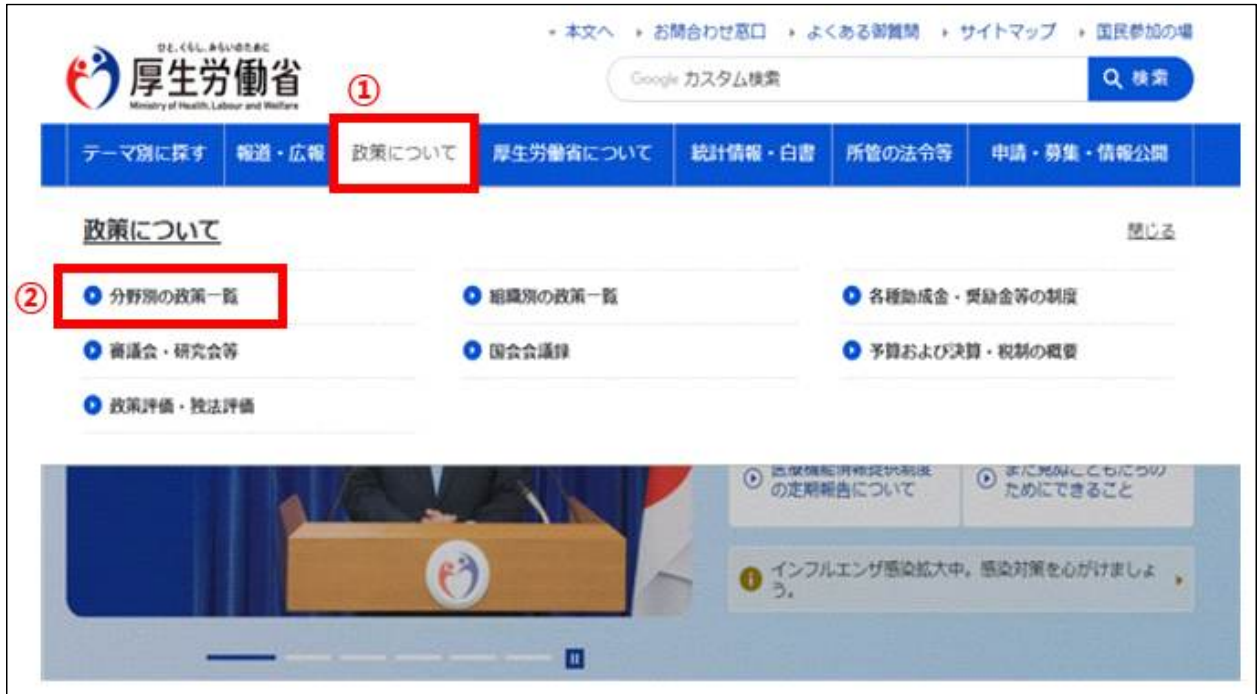 本文へ お問合わせ窓口 よくある御質問 サイトマップ 国民参加の場
ひと、くらし、みらいのために
厚生労働省
Ministry of Health, Labour and Welfare
Google カスタム検索
検索
①
テーマ別に探す 報道・広報 政策について 厚生労働省について 統計情報・白書 所管の法令等 申請・募集・情報公開
政策について
閉じる
②
分野別の政策一覧 組織別の政策一覧 各種助成金・奨励金等の制度
審議会・研究会等 国会会議録 予算および決算・税制の概要
政策評価・独法評価
医療機能情報提供制度
の定期報告について
まだ見ぬこどもたちの
ためにできること
インフルエンザ感染拡大中。感染対策を心がけましょ
う。